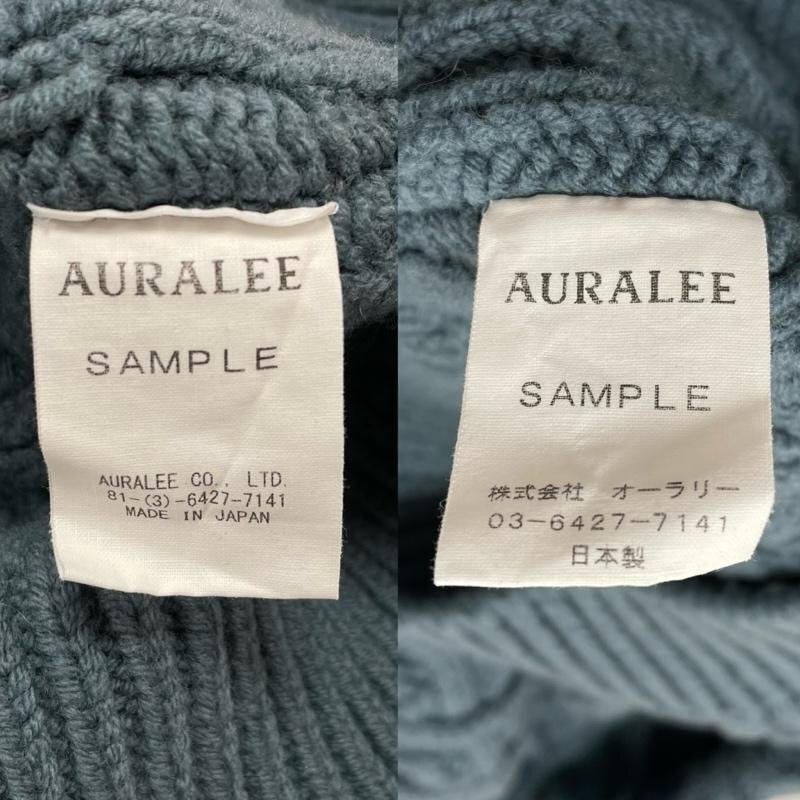 AURALEE
SAMPLE
AURALEE CO., LTD.
81-(3)-6427-7141
MADE IN JAPAN
AURALEE
SAMPLE
株式会社 オーラリー
03-6427-7141
日本製